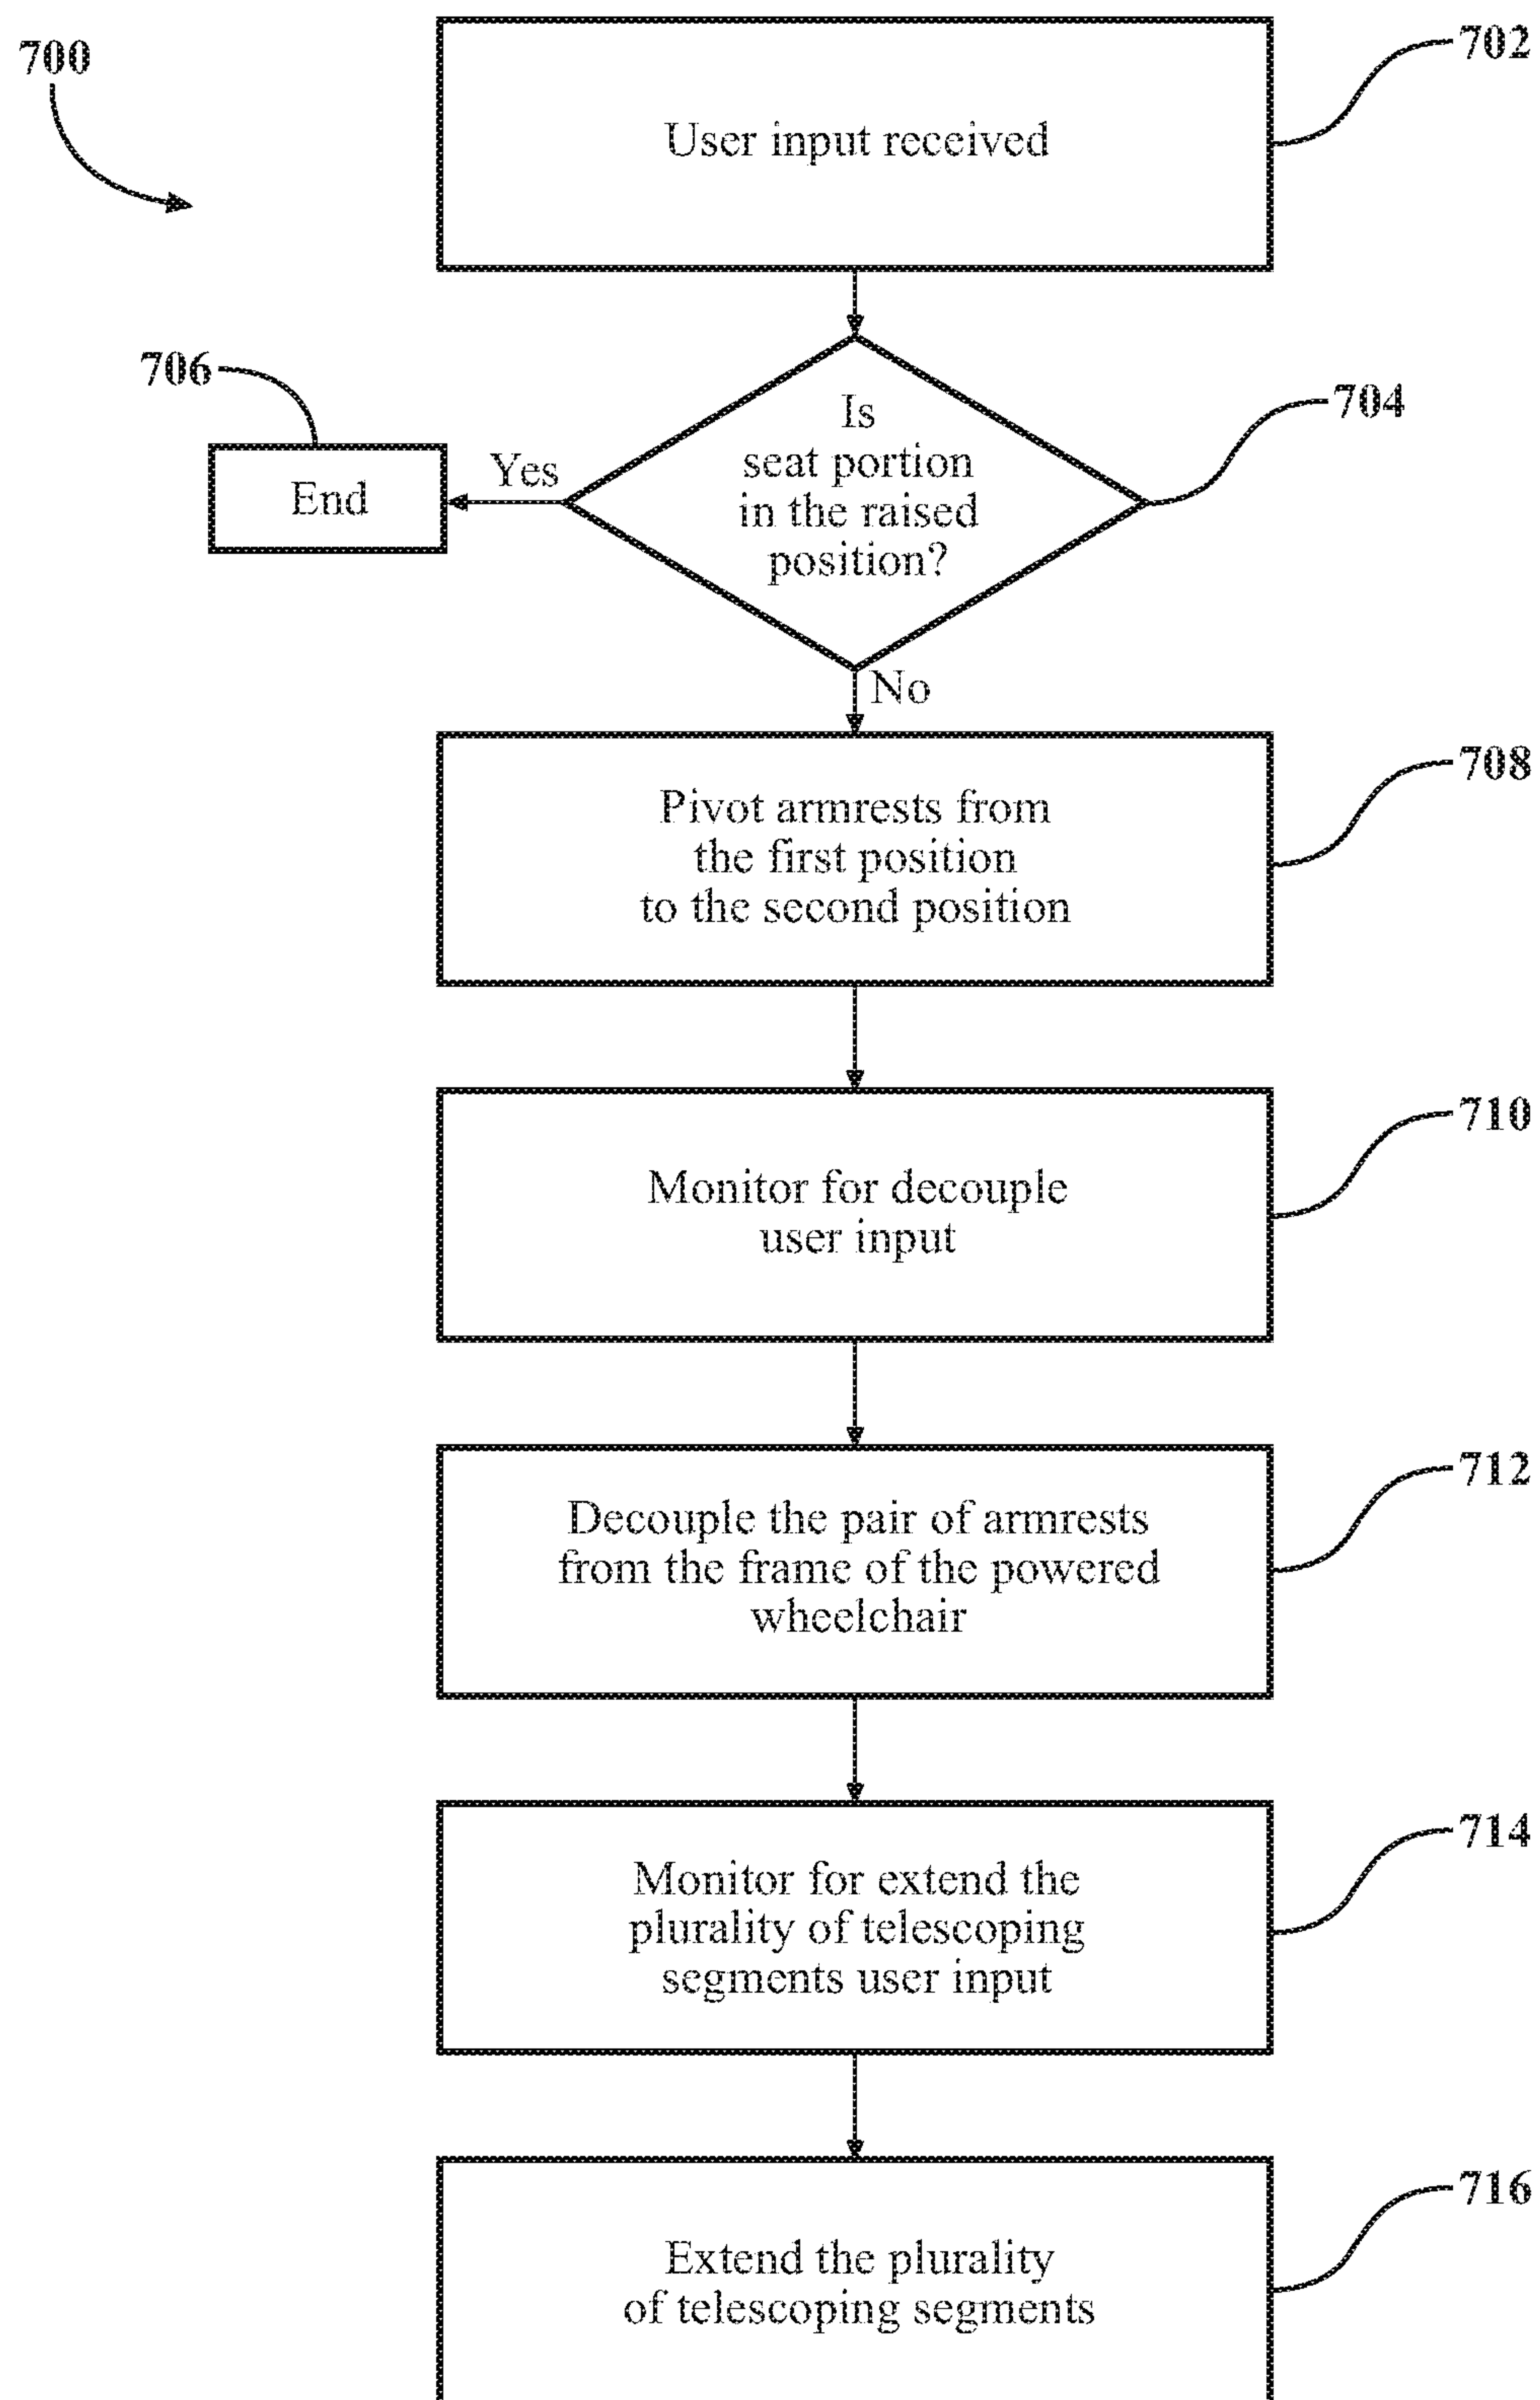 700
702
User input received
706
704
Is
seat portion
in the raised
position?
Yes
End
No
708
Pivot armrests from
the first position
to the second position
710
Monitor for decouple
user input
712
Decouple the pair of armrests
from the frame of the powered
wheelchair
714
Monitor for extend the
plurality of telescoping
segments user input
716
Extend the plurality
of telescoping segments